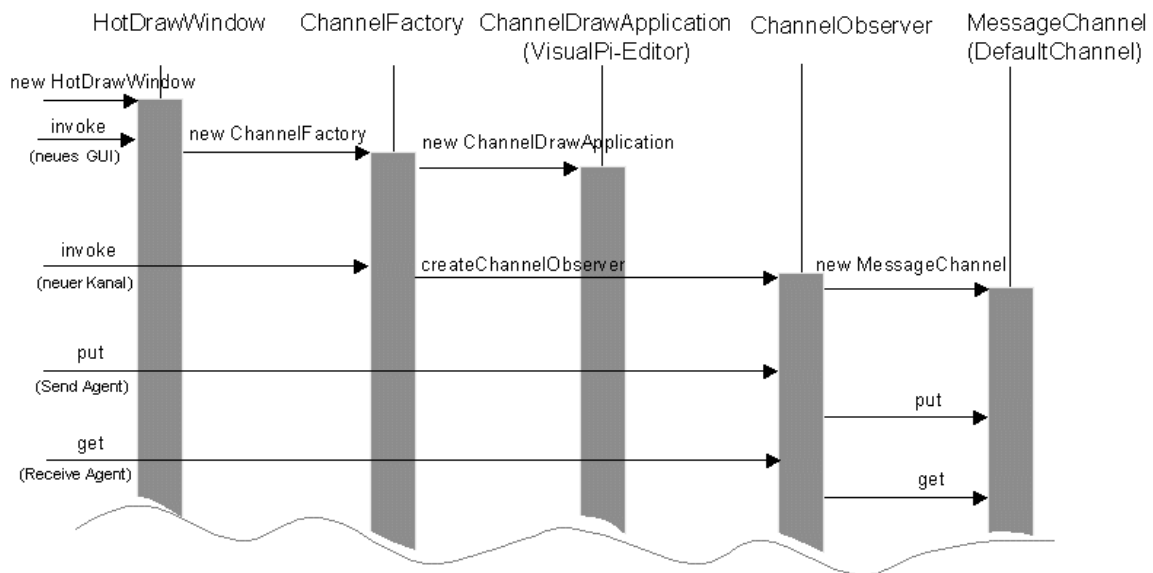 HotDrawWindow
ChannelFactory
ChannelDrawApplication
(VisualPi-Editor)
ChannelObserver
MessageChannel
(DefaultChannel)
new HotDrawWindow
invoke
(neues GUI)
new ChannelFactory
new ChannelDrawApplication
invoke
(neuer Kanal)
createChannelObserver
new MessageChannel
put
(Send Agent)
put
get
(Receive Agent)
get